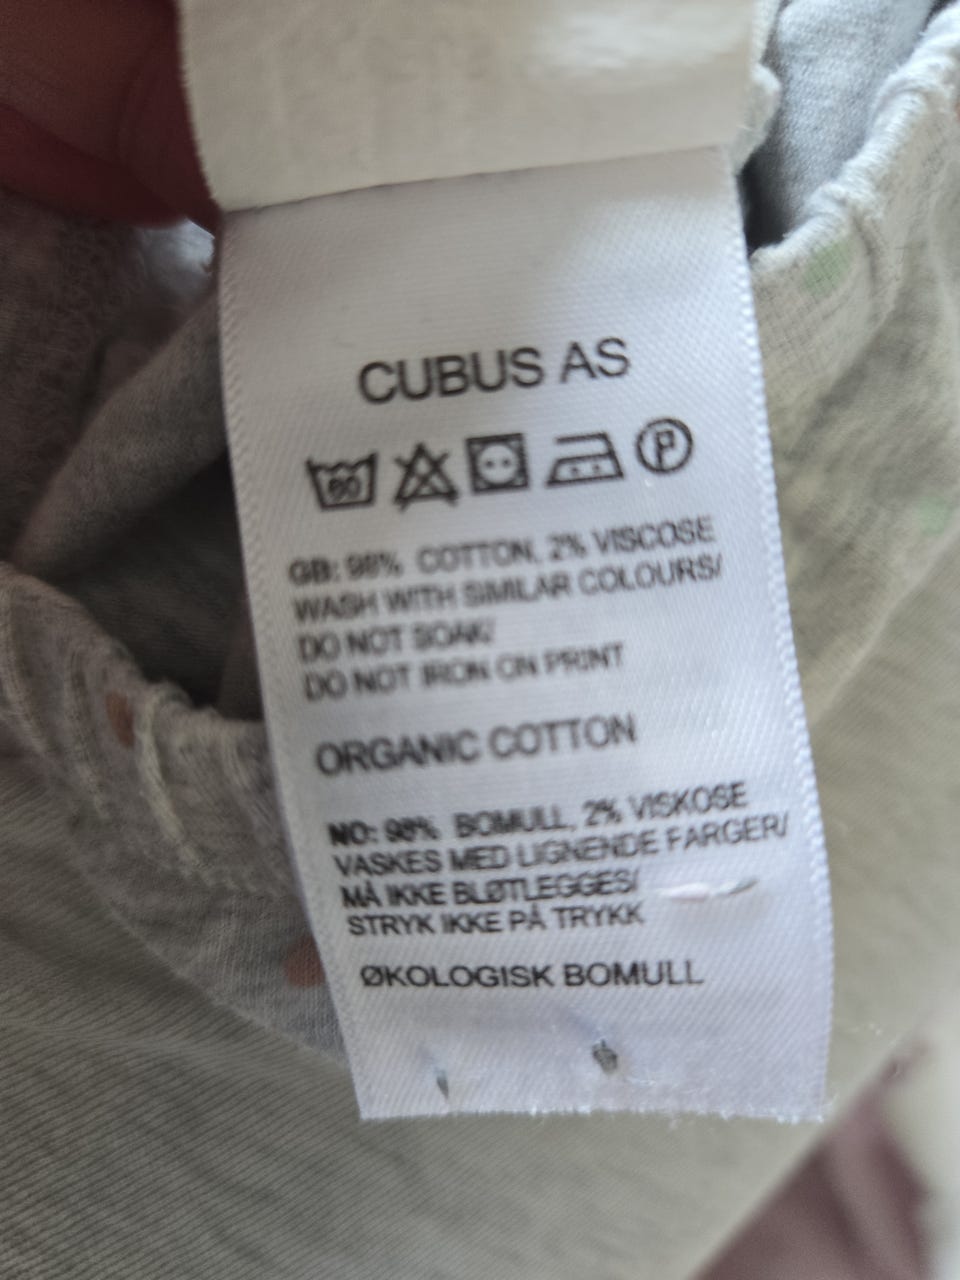 CUBUS AS
60 P
GB: 98% COTTON, 2% VISCOSE
WASH WITH SIMILAR COLOURS/
DO NOT SOAK/
DO NOT IRON ON PRINT
ORGANIC COTTON
NO: 98% BOMULL, 2% VISKOSE
VASKES MED LIGNENDE FARGER/
MÅ IKKE BLØTLEGGES/
STRYK IKKE PÅ TRYKK
ØKOLOGISK BOMULL